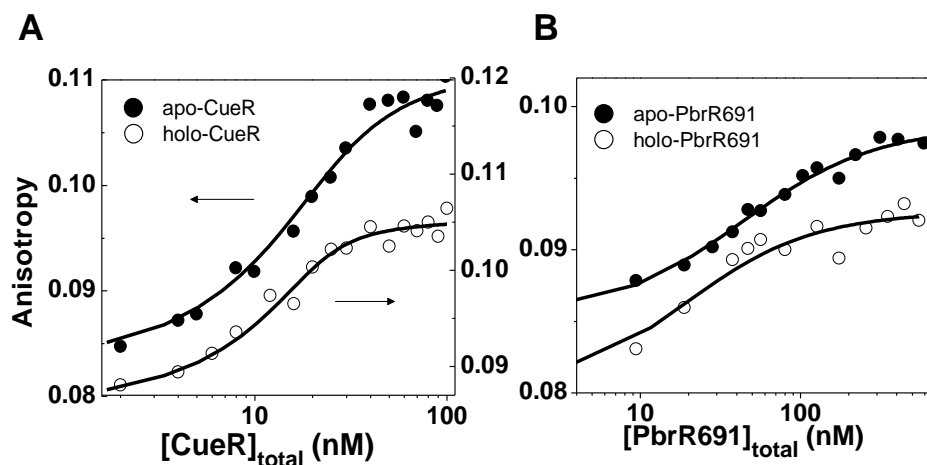 A
B
0.11
0.10
0.09
0.08
Anisotropy
apo-CueR
holo-CueR
0.12
0.11
0.10
0.09
10
100
[CueR]total (nM)
0.10
0.09
0.08
apo-PbrR691
holo-PbrR691
10
100
[PbrR691]total (nM)